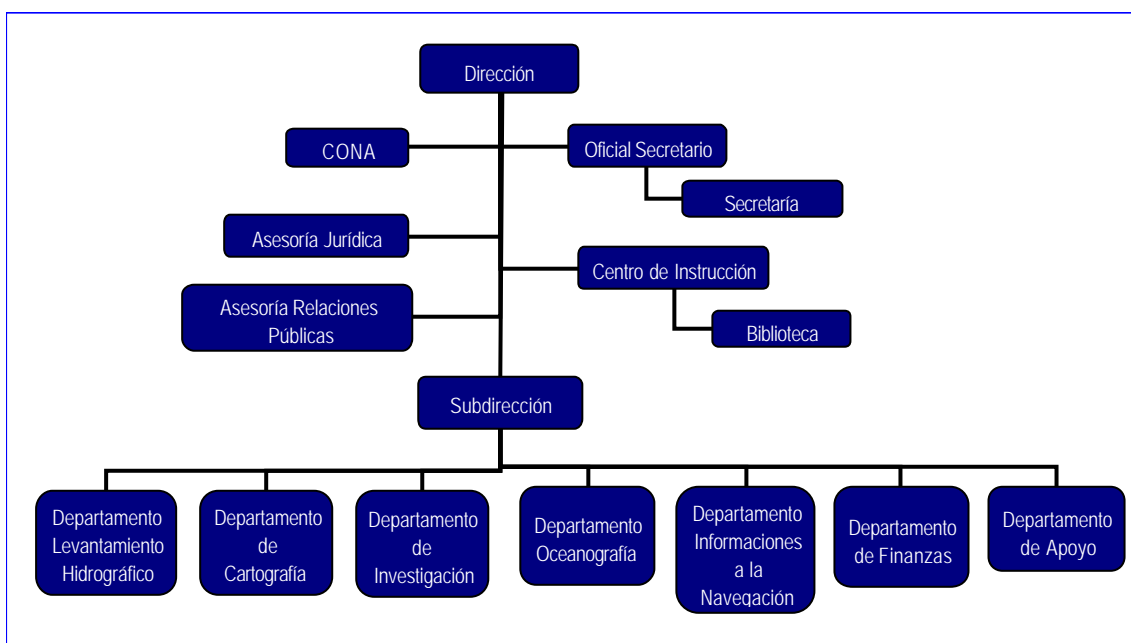 Dirección
CONA
Oficial Secretario
Secretaría
Asesoría Jurídica
Centro de Instrucción
Asesoría Relaciones
Públicas
Biblioteca
Subdirección
Departamento
Levantamiento
Hidrográfico
Departamento
de
Cartografía
Departamento
de
Investigación
Departamento
Oceanografía
Departamento
Informaciones
a la
Navegación
Departamento
de Finanzas
Departamento
de Apoyo